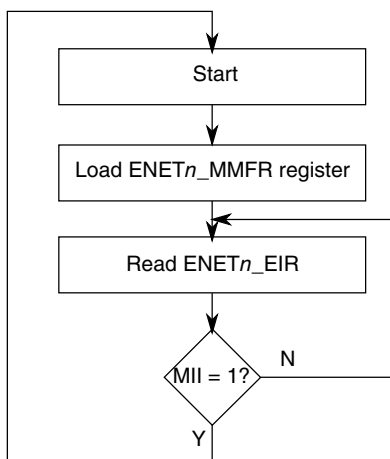 Start
Load ENETn_MMFR register
Read ENETn_EIR
MII = 1?
N
Y